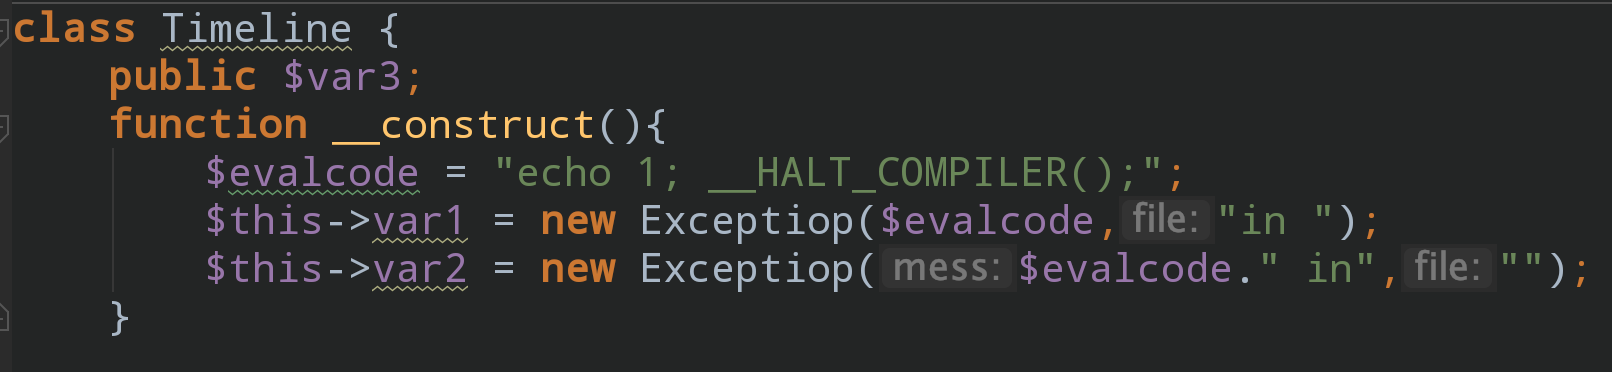 class Timeline {
public $var3;
function __construct(){
$evalcode = "echo 1; __HALT_COMPILER();";
$this->var1 = new Exceptiop($evalcode, file: "in ");
$this->var2 = new Exceptiop( mess: $evalcode." in", file: "");
}